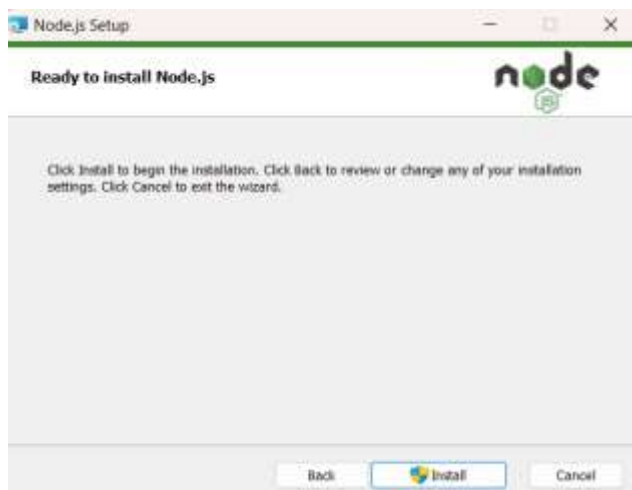 Node.js Setup
Ready to install Node.js
node
JS
Click Install to begin the installation. Click Back to review or change any of your installation
settings. Click Cancel to exit the wizard.
Back
Install
Cancel